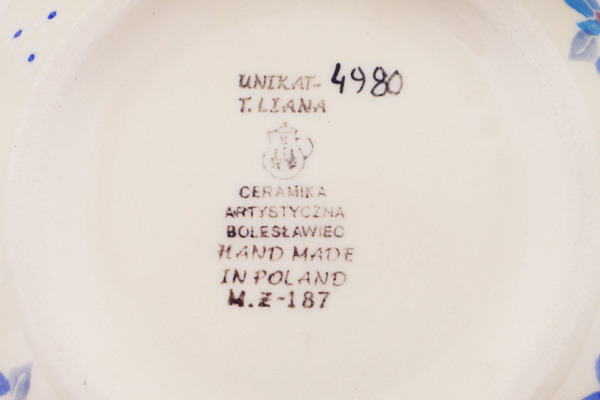 UNIKAT- 4980
T. LIANA
CERAMIKA
ARTYSTYCZNA
BOLESŁAWIEC
HAND MADE
IN POLAND
M.Z-187